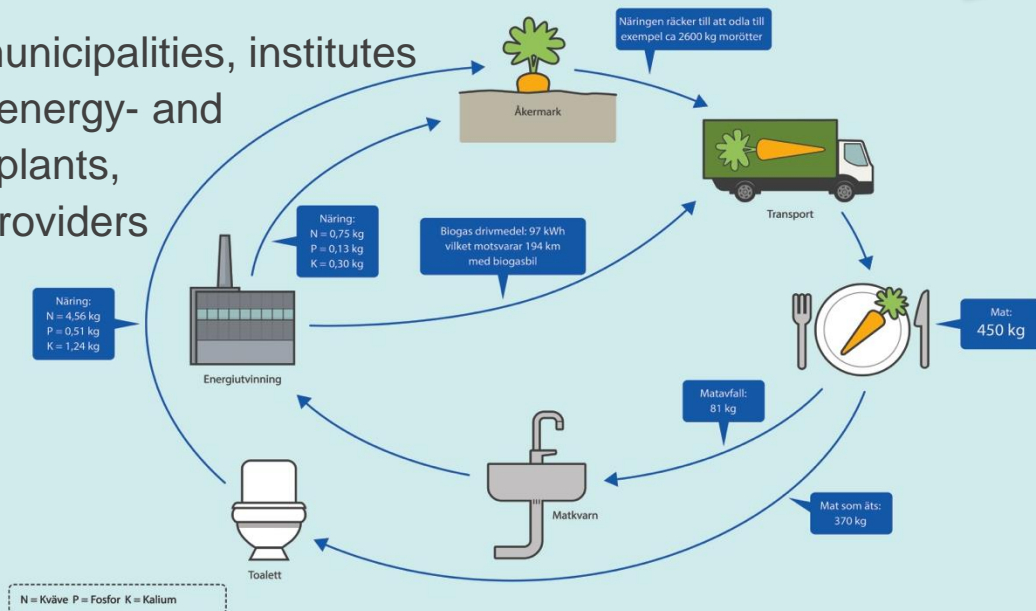 nunicipalities, institutes
energy- and
plants,
roviders
Näringen räcker till att odla till
exempel ca 2600 kg morötter
Åkermark
Transport
Näring:
N = 0,75 kg
P = 0,13 kg
K = 0,30 kg
Biogas drivmedel: 97 kWh
vilket motsvarar 194 km
med biogasbil
Näring:
N = 4,56 kg
P = 0,51 kg
K = 1,24 kg
Energiutvinning
Mat:
450 kg
Matavfall:
81 kg
Matkvarn
Mat som äts:
370 kg
Toalett
N = Kväve P = Fosfor K = Kalium